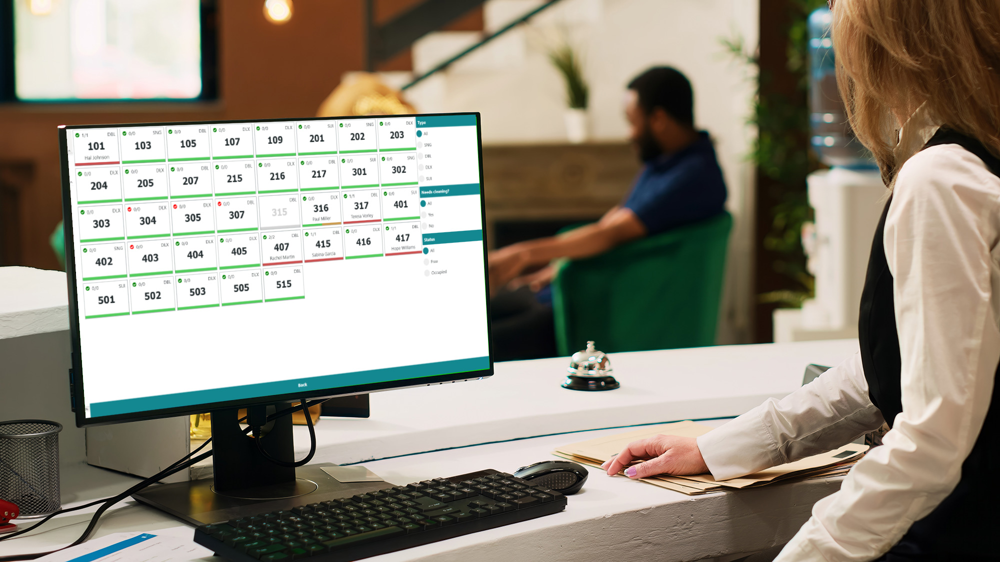 1/1 DBL 0/0 SNG 0/0 DBL 0/0 DLX 0/0 DLX 0/0 SUI 0/0 SNG 0/0 DLX
101 103 105 107 109 201 202 203
Hal Johnson
0/0 DLX 0/0 DLX 0/0 DBL 0/0 DBL 0/0 DLX 0/0 DBL 0/0 SUI 0/0 SNG
204 205 207 215 216 217 301 302
0/0 DLX 0/0 DLX 0/0 DLX 0/0 DBL DBL 0/0 DLX 1/1 DBL 0/0 SUI
303 304 305 307 315 316 317 401
Paul Miller Teresa Vorley
0/0 SNG 0/0 DLX 0/0 DLX 0/0 DLX 2/2 DBL 1/1 DBL 0/0 DLX 1/1 DBL
402 403 404 405 407 415 416 417
Rachel Martin Sabina Garcia Hope Williams
0/0 SUI 0/0 DBL 0/0 DLX 0/0 DLX 0/0 DBL
501 502 503 505 515
Type
All
SNG
DBL
DLX
SUI
Needs cleaning?
All
Yes
No
Status
All
Free
Occupied
Back